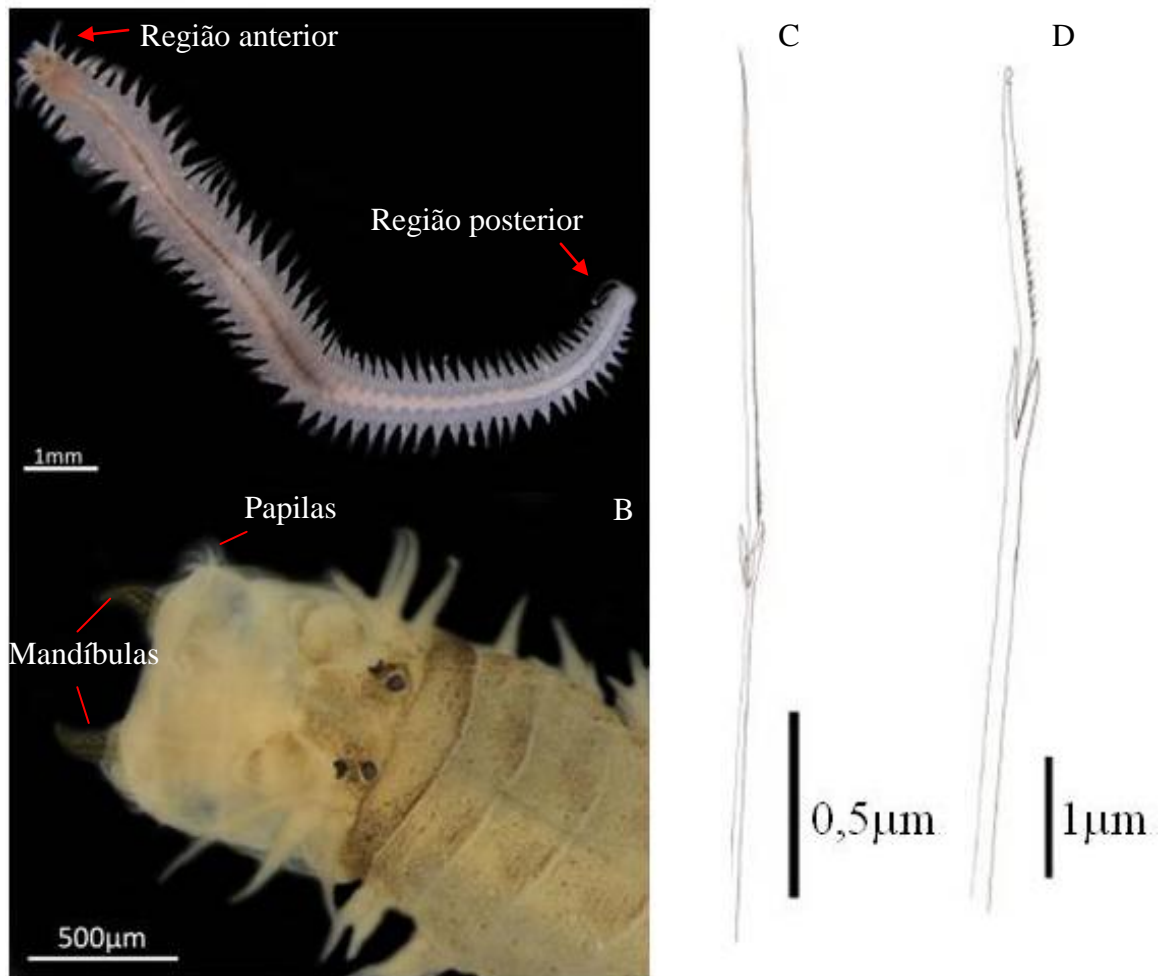 Região anterior
Região posterior
1mm
Papilas
B
Mandíbulas
500µm
C
D
0,5µm
1µm